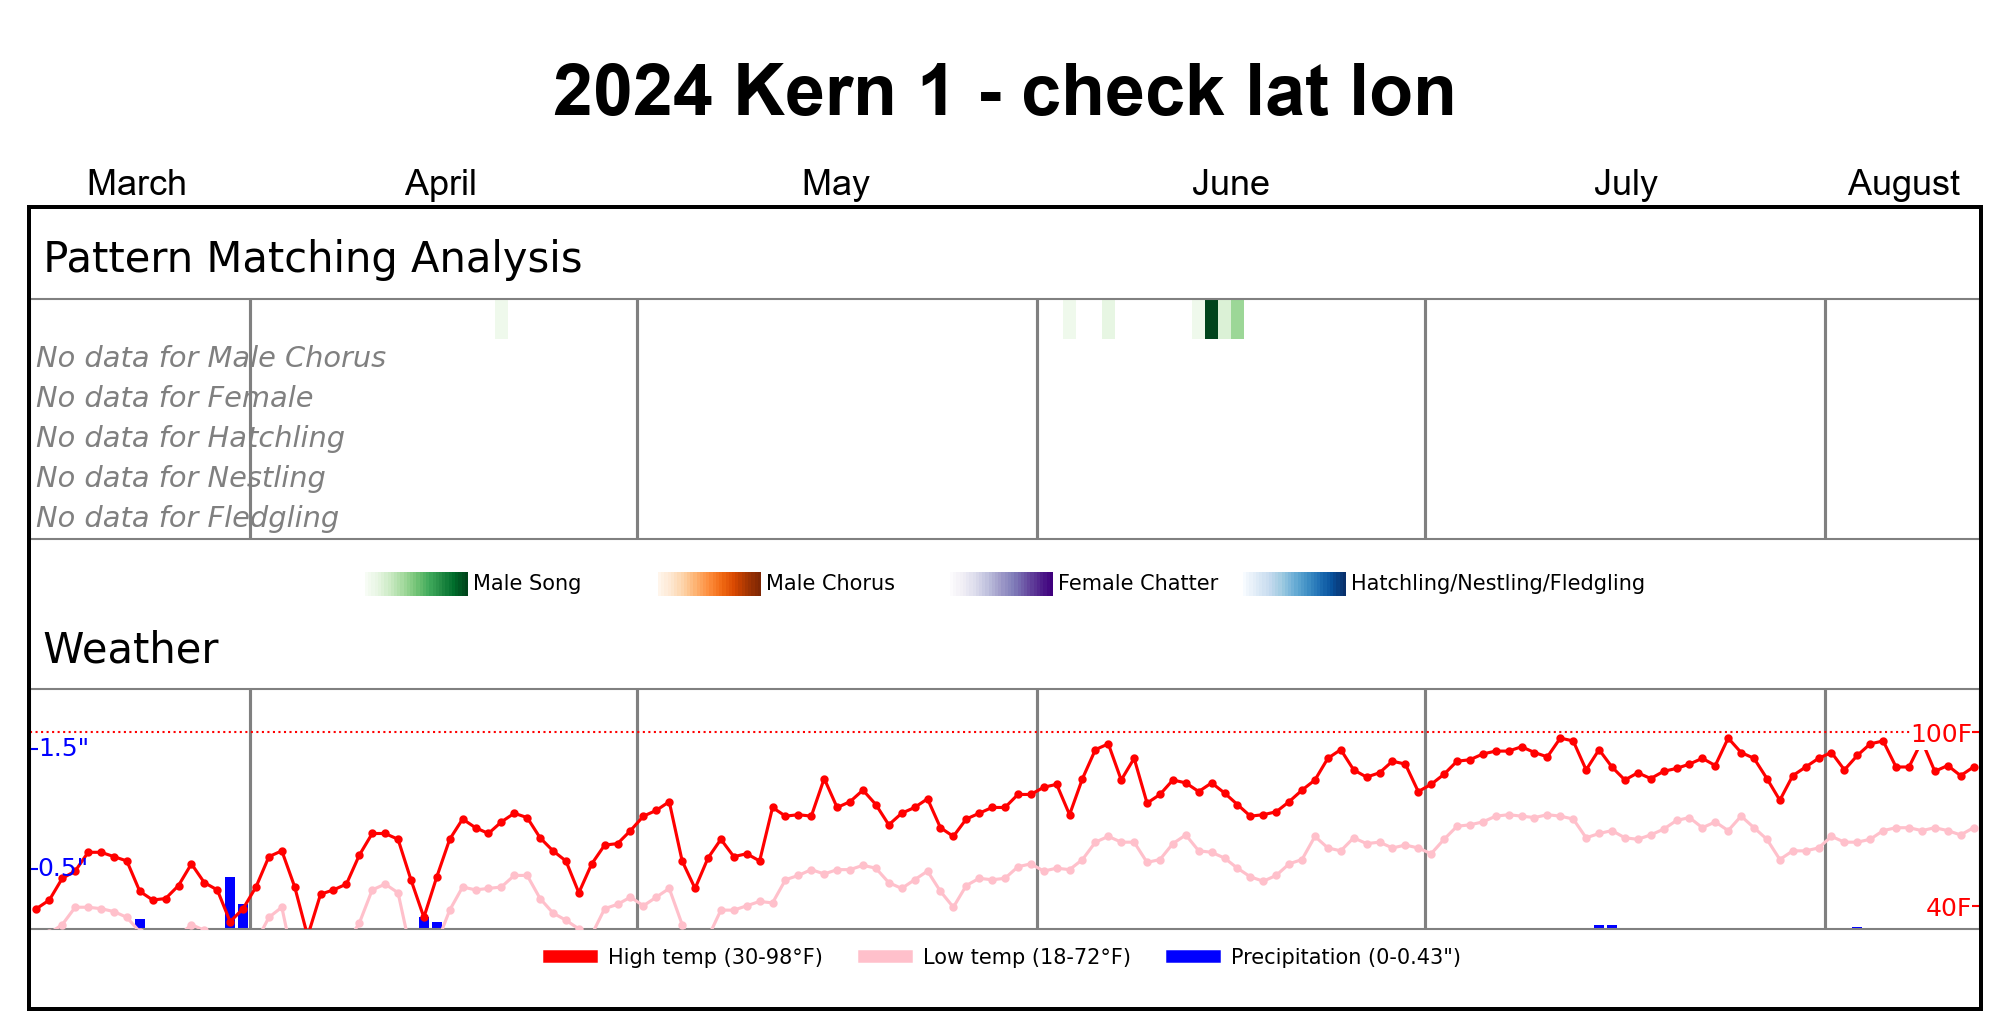 2024 Kern 1 - check lat lon
March April May June July August
Pattern Matching Analysis
No data for Male Chorus
No data for Female
No data for Hatchling
No data for Nestling
No data for Fledgling
Male Song Male Chorus Female Chatter Hatchling/Nestling/Fledgling
Weather
1.5" 100F
0.5" 40F
High temp (30-98°F) Low temp (18-72°F) Precipitation (0-0.43")